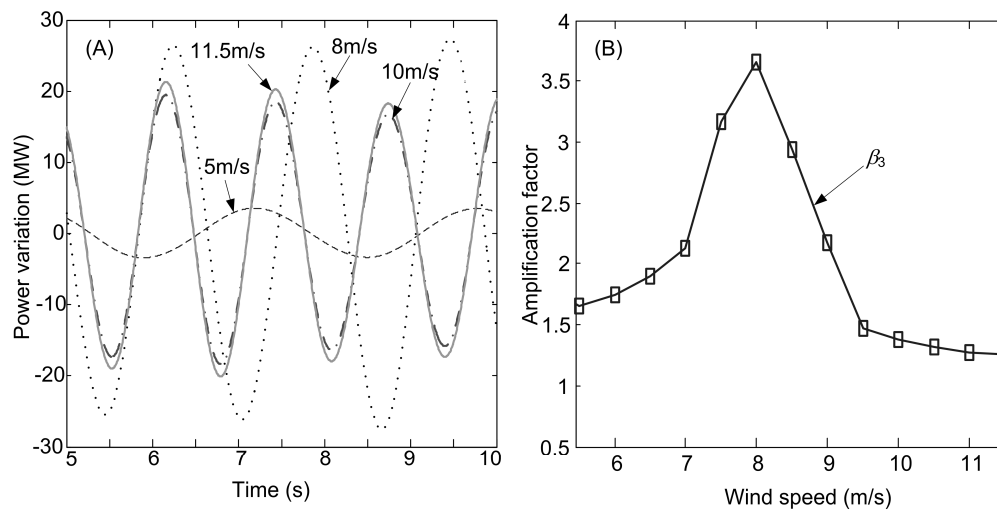 30
20
10
0
-10
-20
-30
Power variation (MW)
(A)
11.5m/s
8m/s
10m/s
5m/s
5
6
7
8
9
10
Time (s)
4
3.5
3
2.5
2
1.5
1
0.5
Amplification factor
(B)
β3
6
7
8
9
10
11
Wind speed (m/s)